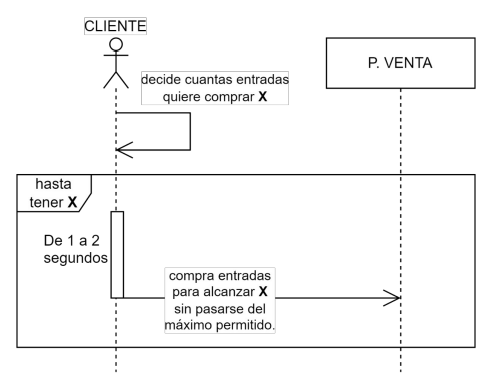 CLIENTE
P. VENTA
decide cuantas entradas
quiere comprar X
hasta
tener X
De 1 a 2
segundos
compra entradas
para alcanzar X
sin pasarse del
máximo permitido.